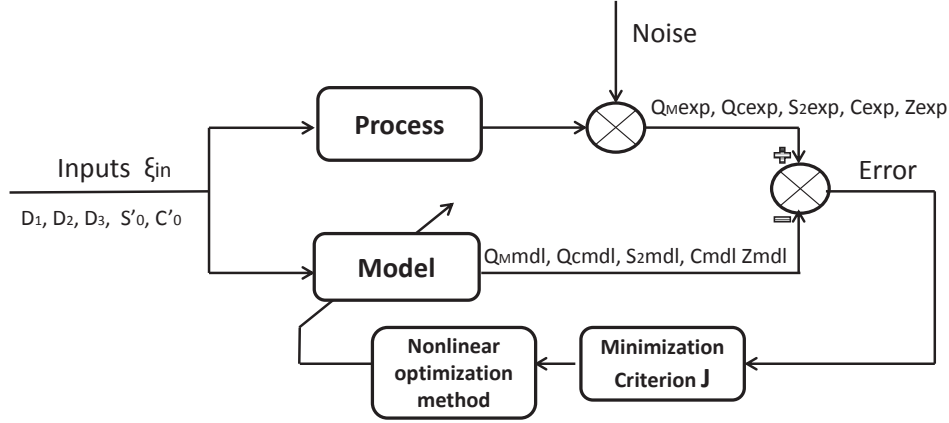 Noise
Process
QMexp, Qcexp, S2exp, Cexp, Zexp
Inputs ξin
+
Error
D1, D2, D3, S'0, C'0
−
Model
QMmdl, Qcmdl, S2mdl, Cmdl Zmdl
Nonlinear
optimization
method
Minimization
Criterion J